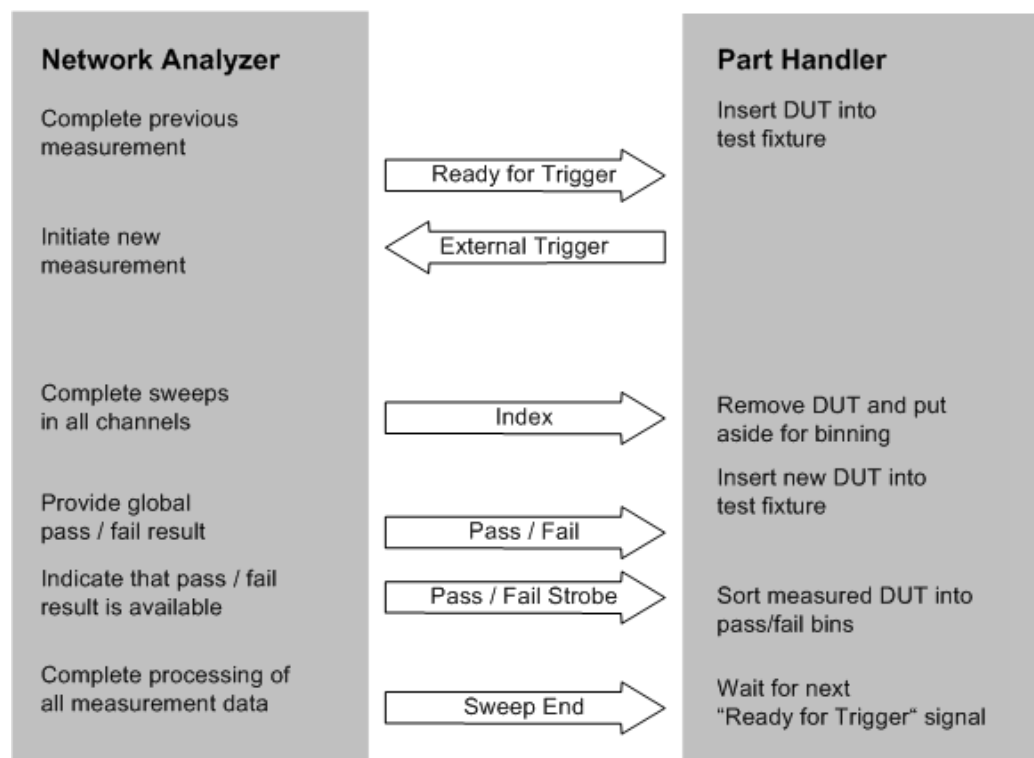 Network Analyzer
Part Handler
Complete previous
measurement
Insert DUT into
test fixture
Ready for Trigger
Initiate new
measurement
External Trigger
Complete sweeps
in all channels
Index
Remove DUT and put
aside for binning
Insert new DUT into
test fixture
Provide global
pass / fail result
Pass / Fail
Indicate that pass / fail
result is available
Pass / Fail Strobe
Sort measured DUT into
pass/fail bins
Complete processing of
all measurement data
Sweep End
Wait for next
“Ready for Trigger“ signal